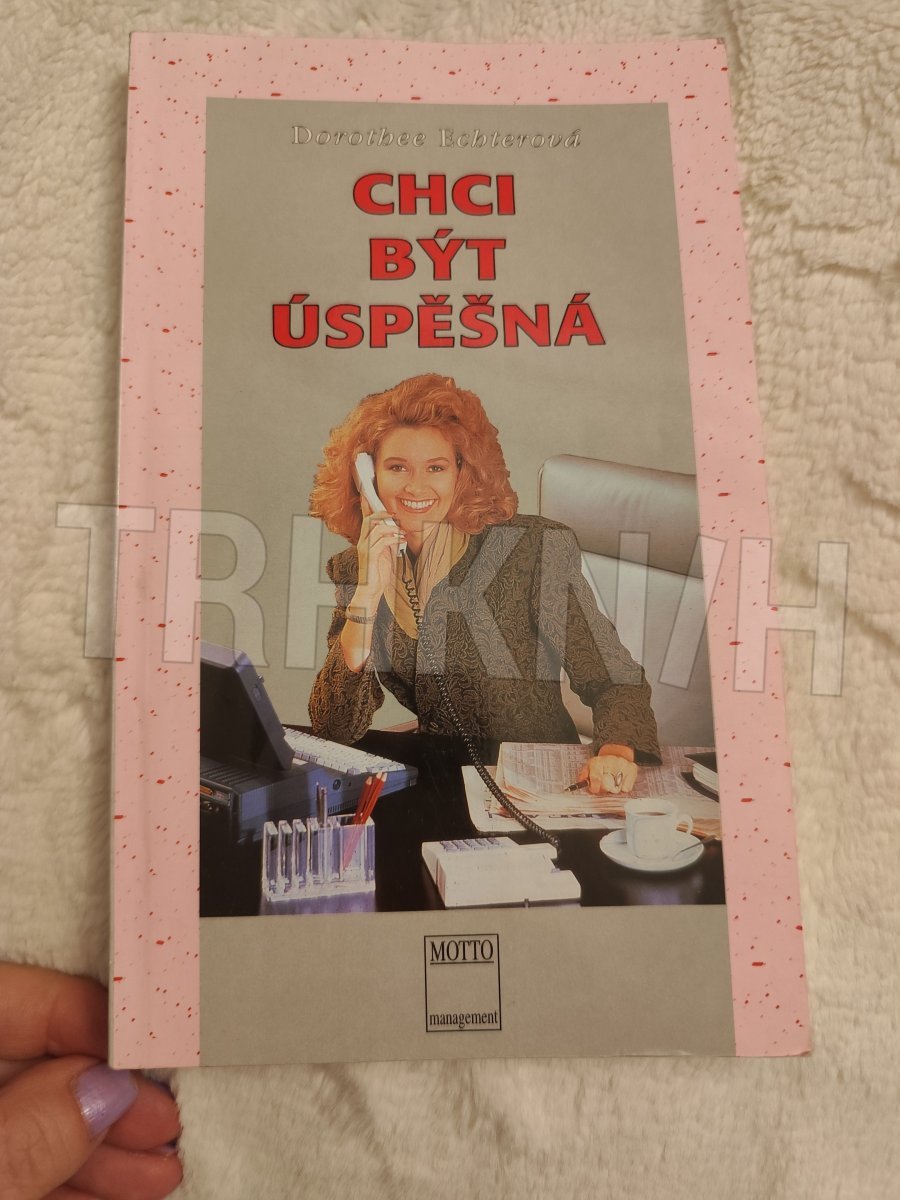 Dorothee Echterová
CHCI
BÝT
ÚSPĚŠNÁ
TRHKNIH
MOTTO
management